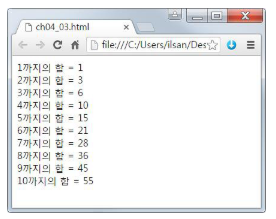 ch04_03.html
file:///C:/Users/ilsan/Des
1까지의 합 = 1
2까지의 합 = 3
3까지의 합 = 6
4까지의 합 = 10
5까지의 합 = 15
6까지의 합 = 21
7까지의 합 = 28
8까지의 합 = 36
9까지의 합 = 45
10까지의 합 = 55